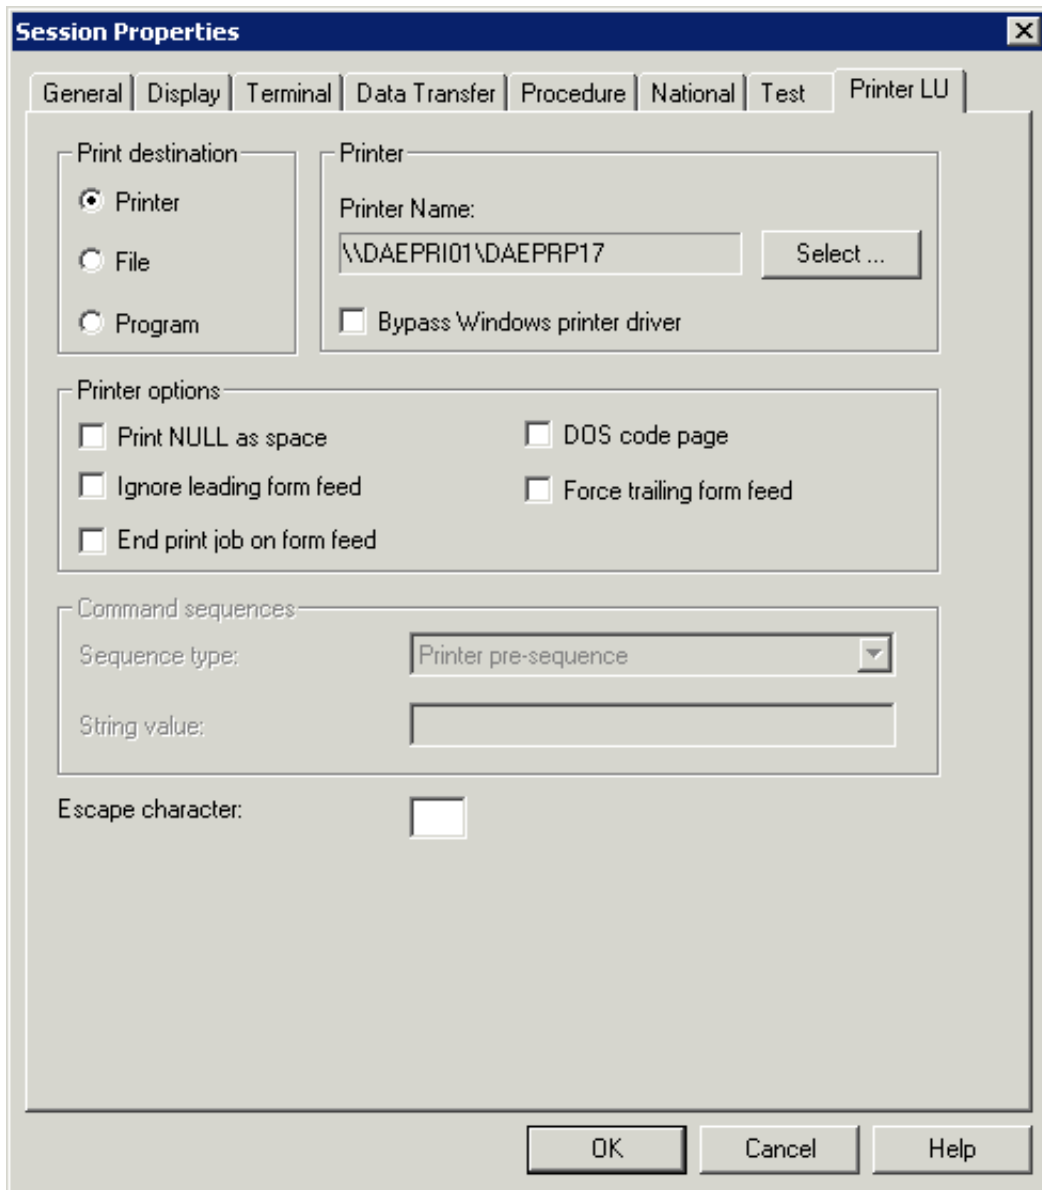 Session Properties
General Display Terminal Data Transfer Procedure National Test Printer LU
Print destination
Printer
File
Program
Printer
Printer Name:
\\DAEPRI01\DAEPRP17
Select ...
Bypass Windows printer driver
Printer options
Print NULL as space
DOS code page
Ignore leading form feed
Force trailing form feed
End print job on form feed
Command sequences
Sequence type:
Printer pre-sequence
String value:
Escape character:
OK Cancel Help